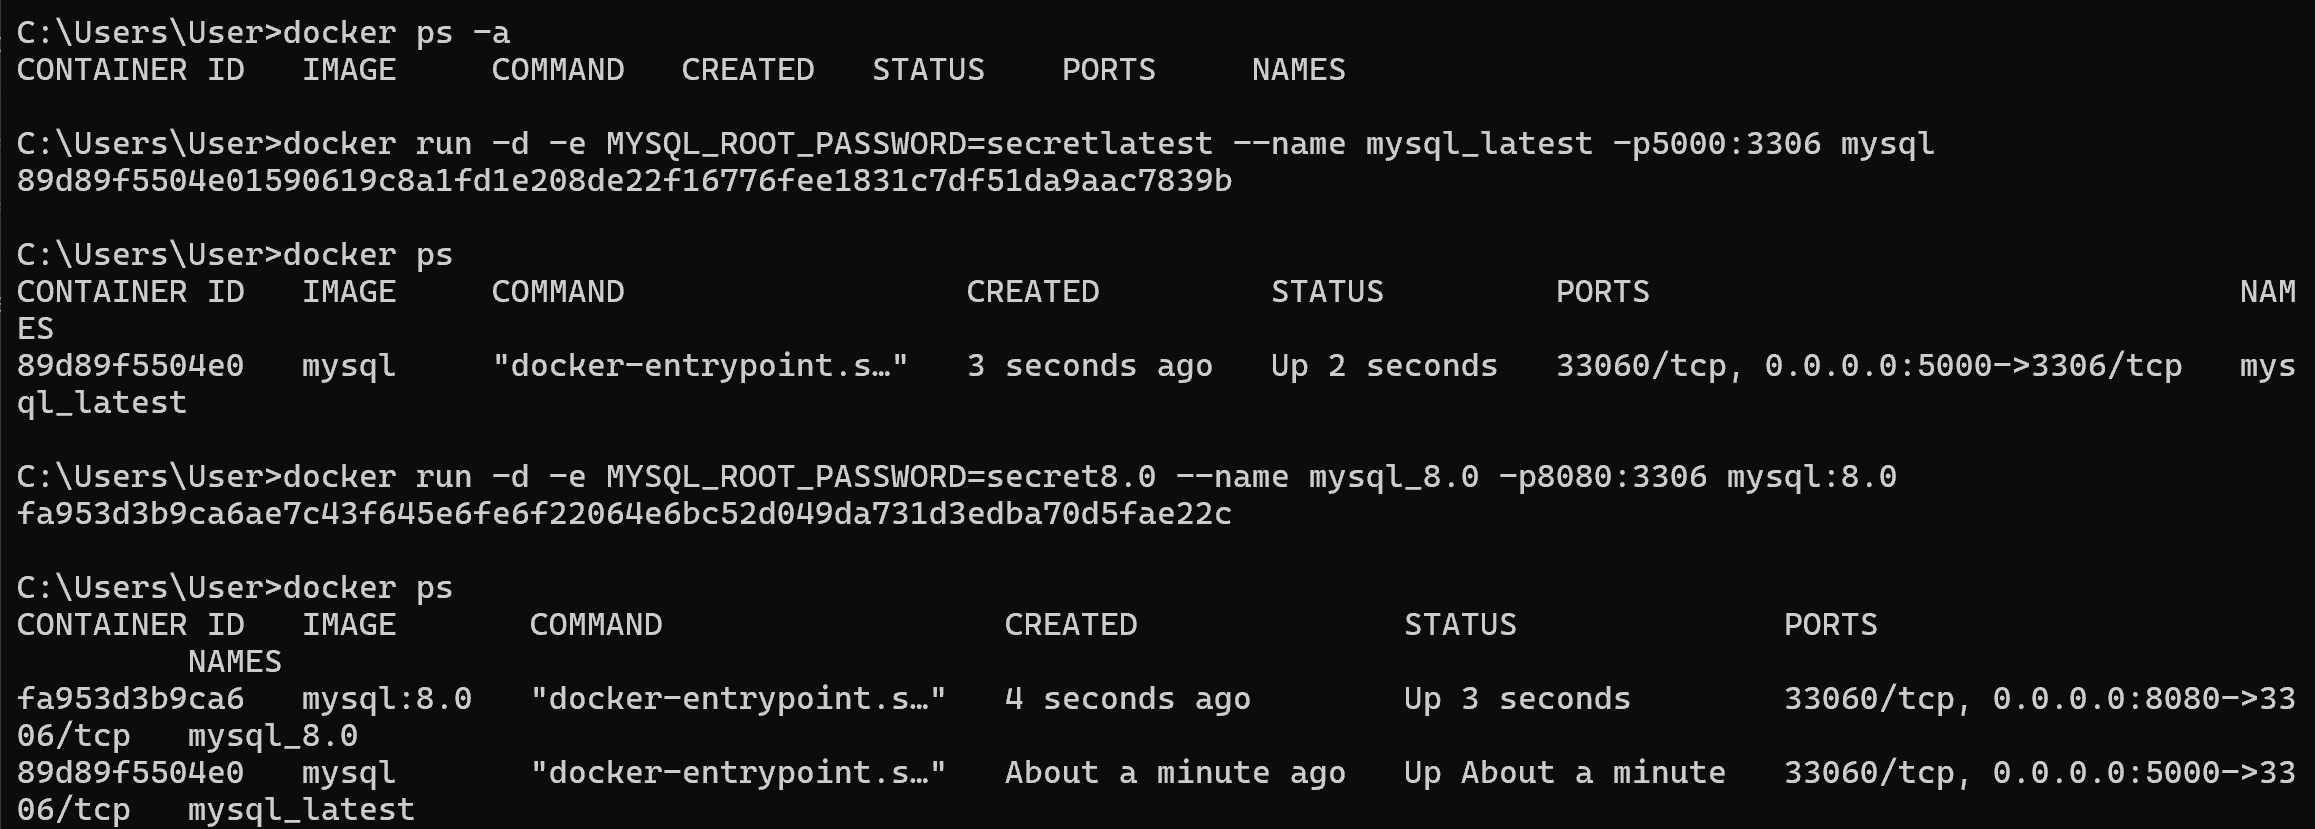 C:\Users\User>docker ps -a
CONTAINER ID   IMAGE     COMMAND   CREATED   STATUS    PORTS     NAMES
C:\Users\User>docker run -d -e MYSQL_ROOT_PASSWORD=secretlatest --name mysql_latest -p5000:3306 mysql
89d89f5504e01590619c8a1fd1e208de22f16776fee1831c7df51da9aac7839b
C:\Users\User>docker ps
CONTAINER ID   IMAGE     COMMAND                  CREATED         STATUS         PORTS                               NAM
ES
89d89f5504e0   mysql     "docker-entrypoint.s…"   3 seconds ago   Up 2 seconds   33060/tcp, 0.0.0.0:5000->3306/tcp   mys
ql_latest
C:\Users\User>docker run -d -e MYSQL_ROOT_PASSWORD=secret8.0 --name mysql_8.0 -p8080:3306 mysql:8.0
fa953d3b9ca6ae7c43f645e6fe6f22064e6bc52d049da731d3edba70d5fae22c
C:\Users\User>docker ps
CONTAINER ID   IMAGE       COMMAND                  CREATED              STATUS              PORTS
         NAMES
fa953d3b9ca6   mysql:8.0   "docker-entrypoint.s…"   4 seconds ago        Up 3 seconds        33060/tcp, 0.0.0.0:8080->33
06/tcp   mysql_8.0
89d89f5504e0   mysql       "docker-entrypoint.s…"   About a minute ago   Up About a minute   33060/tcp, 0.0.0.0:5000->33
06/tcp   mysql_latest